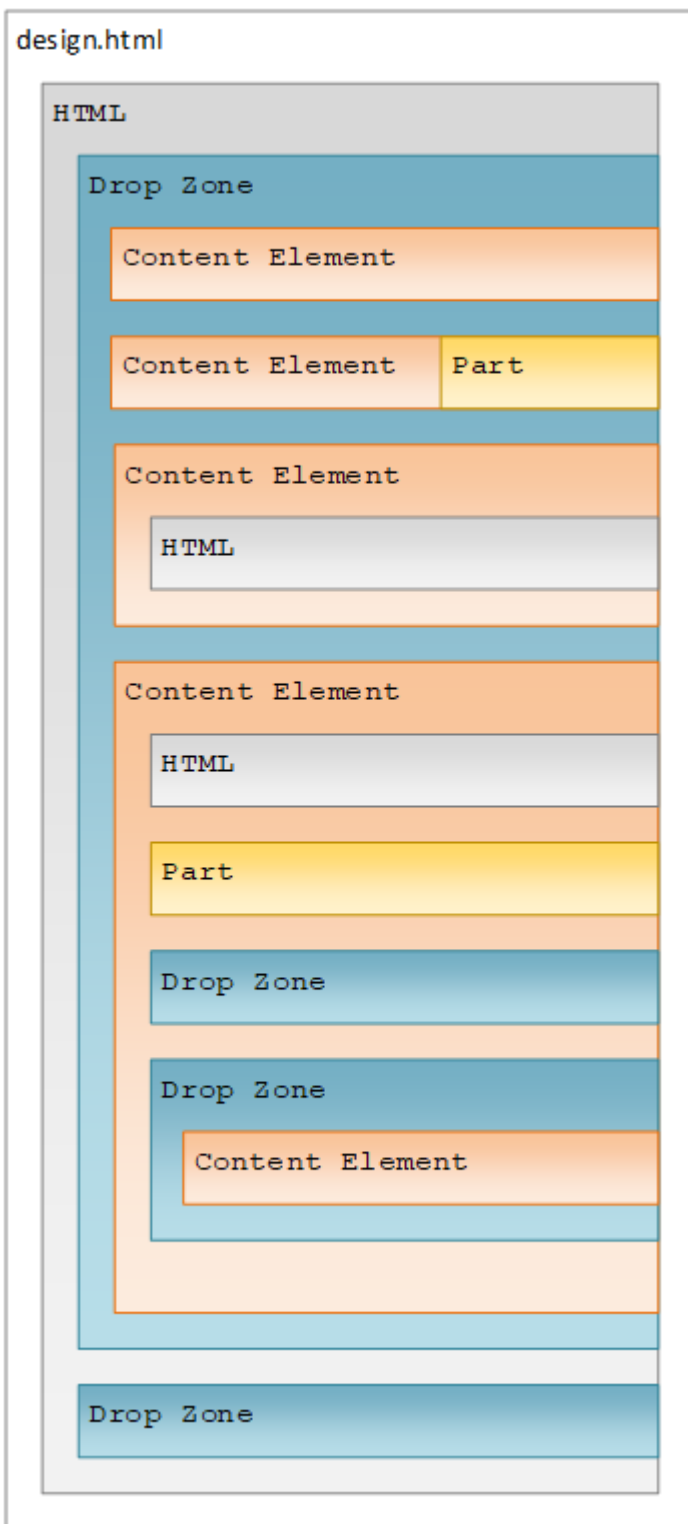 design.html
HTML
Drop Zone
Content Element
Content Element Part
Content Element
HTML
Content Element
HTML
Part
Drop Zone
Drop Zone
Content Element
Drop Zone